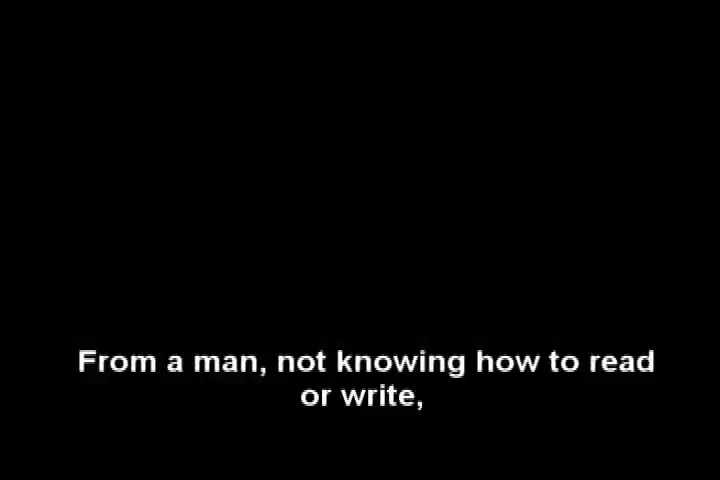 From a man, not knowing how to read
or write,